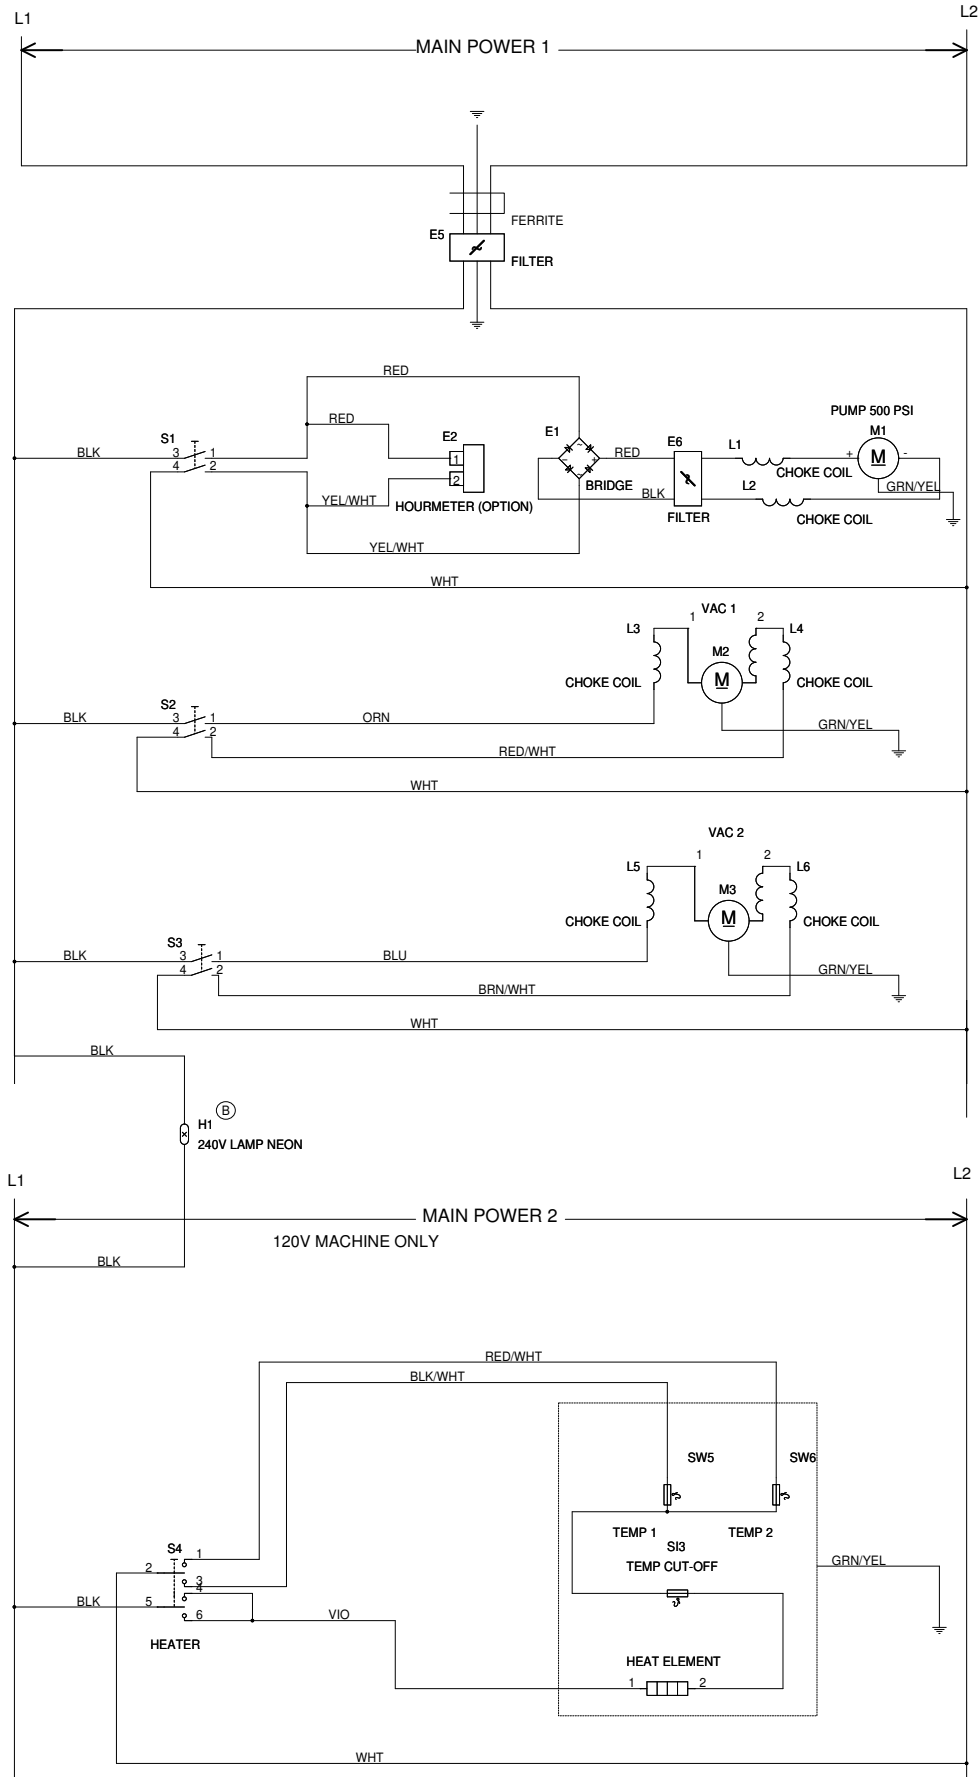 L1
L2
MAIN POWER 1
FERRITE
E5
FILTER
RED
PUMP 500 PSI
RED
M1
S1
E2
E1
E6
L1
BLK
3
1
1
RED
+
M
-
4
2
2
CHOKE COIL
BRIDGE
L2
GRN/YEL
YEL/WHT
HOURMETER (OPTION)
BLK
FILTER
CHOKE COIL
YEL/WHT
WHT
VAC 1
L3
1
2
L4
M2
M
CHOKE COIL
CHOKE COIL
S2
BLK
3
1
ORN
4
2
GRN/YEL
RED/WHT
WHT
VAC 2
L5
1
2
L6
M3
M
CHOKE COIL
CHOKE COIL
S3
BLK
3
1
BLU
4
2
GRN/YEL
BRN/WHT
WHT
BLK
B
H1
240V LAMP NEON
L1
L2
MAIN POWER 2
120V MACHINE ONLY
BLK
RED/WHT
BLK/WHT
SW5
SW6
TEMP 1
TEMP 2
S4
1
SI3
2
TEMP CUT-OFF
GRN/YEL
3
4
BLK
5
6
VIO
HEATER
HEAT ELEMENT
1
2
WHT